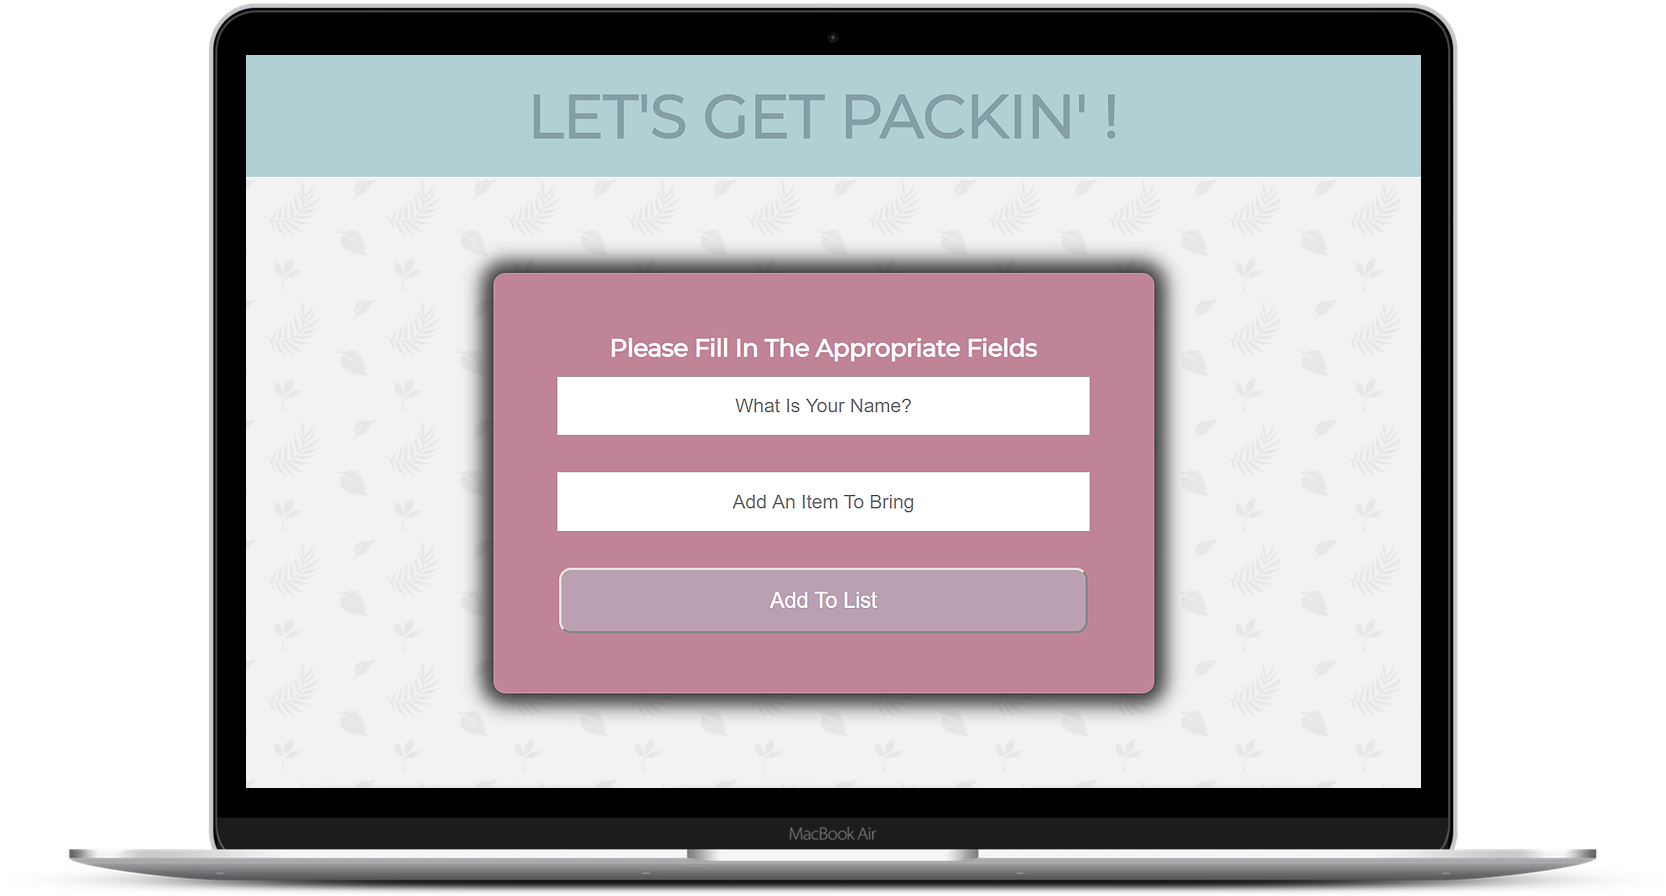 LET'S GET PACKIN' !
Please Fill In The Appropriate Fields
What Is Your Name?
Add An Item To Bring
Add To List
MacBook Air